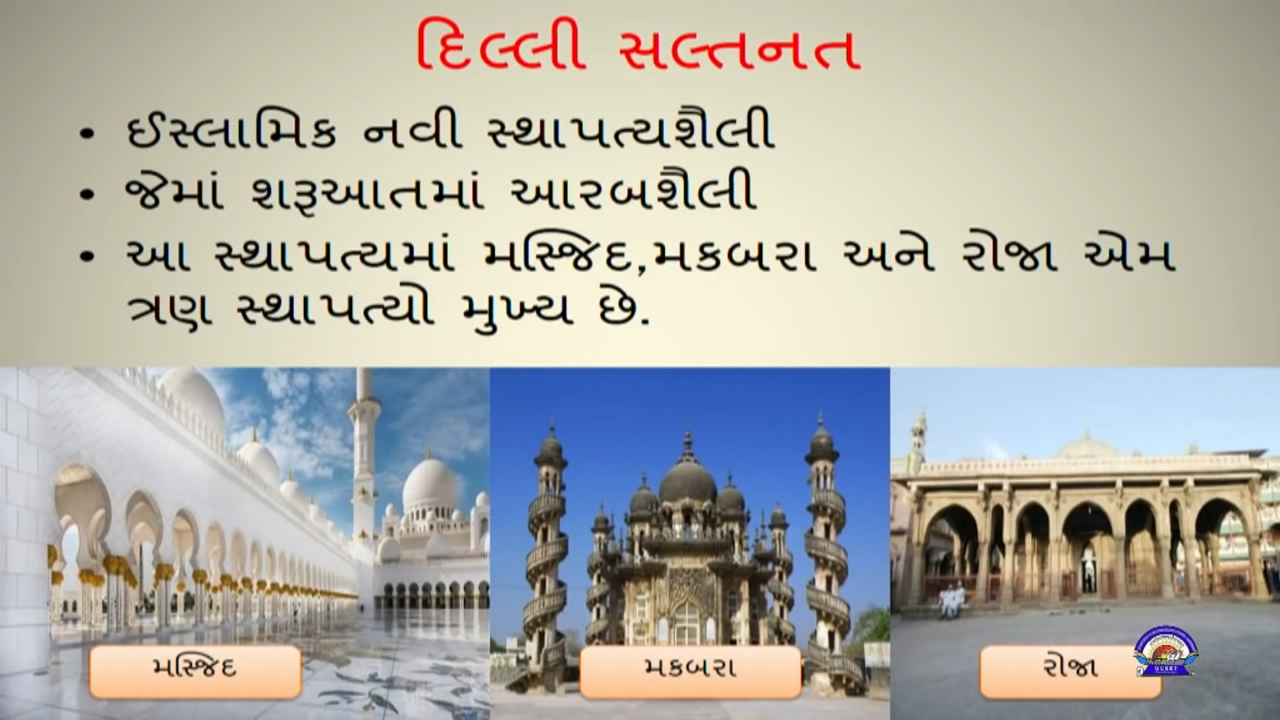 દિલ્લી સલ્તનત
• ઈસ્લામિક નવી સ્થાપત્યશૈલી
• જેમાં શરૂઆતમાં આરબશૈલી
• આ સ્થાપત્યમાં મસ્જિદ,મકબરા અને રોજા એમ
ત્રણ સ્થાપત્યો મુખ્ય છે.
મસ્જિદ
મકબરા
રોજા